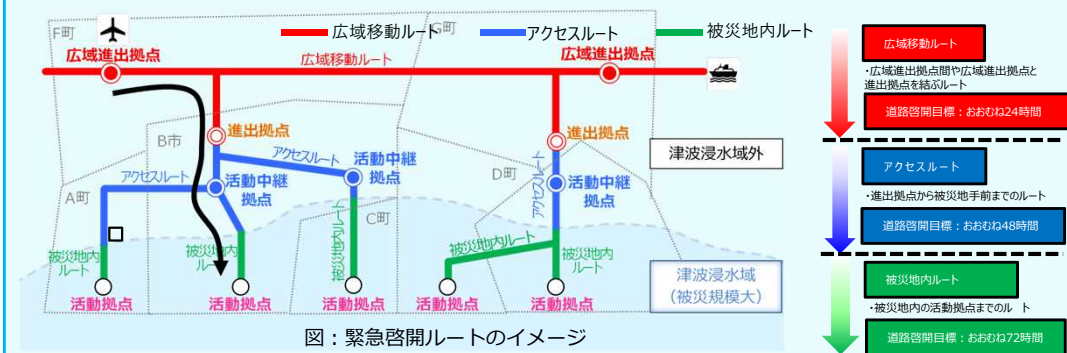 広域移動ルート
アクセスルート
被災地内ルート
F町
G町
広域進出拠点
広域移動ルート
広域進出拠点
B市
進出拠点
アクセスルート
活動中継
拠点
進出拠点
津波浸水域外
A町
アクセスルート
活動中継
拠点
C町
D町
アクセスルート
活動中継
拠点
被災地内
ルート
被災地内
ルート
被災地内ルート
被災地内ルート
被災地内
ルート
津波浸水域
(被災規模大)
活動拠点
活動拠点
活動拠点
活動拠点
活動拠点
図：緊急啓開ルートのイメージ
広域移動ルート
・広域進出拠点間や広域進出拠点と
進出拠点を結ぶルート
道路啓開目標：おおむね24時間
アクセスルート
・進出拠点から被災地手前までのルート
道路啓開目標：おおむね48時間
被災地内ルート
・被災地内の活動拠点までのルート
道路啓開目標：おおむね72時間